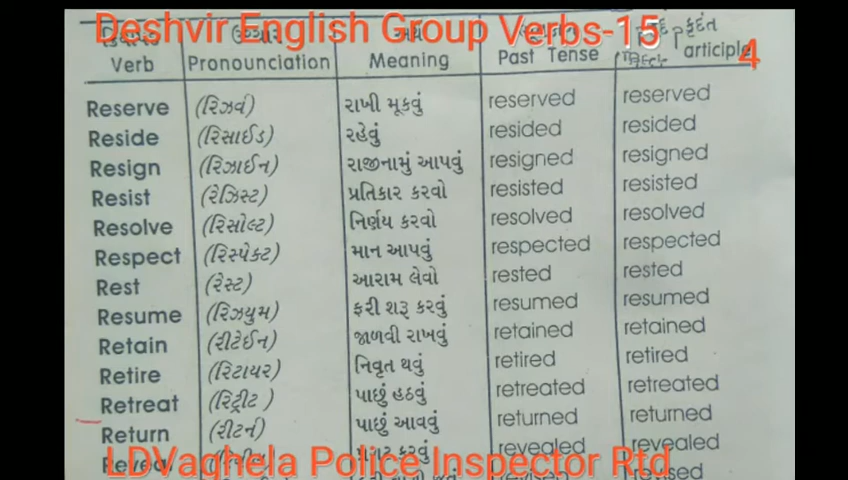 Deshvir English Group Verbs-15
Verb Pronounciation Meaning Past Tense articiple 4
Reserve (રિઝર્વ) રાખી મૂકવું reserved reserved
Reside (રિસાઈડ) રહેવું resided resided
Resign (રિઝાઈન) રાજીનામું આપવું resigned resigned
Resist (રેઝિસ્ટ) પ્રતિકાર કરવો resisted resisted
Resolve (રિસોલ્ટ) નિર્ણય કરવો resolved resolved
Respect (રિસ્પેક્ટ) માન આપવું respected respected
Rest (રેસ્ટ) આરામ લેવો rested rested
Resume (રિઝયુમ) ફરી શરૂ કરવું resumed resumed
Retain (રીટેઈન) જાળવી રાખવું retained retained
Retire (રિટાયર) નિવૃત થવું retired retired
Retreat (રિટ્રીટ) પાછું હઠવું retreated retreated
Return (રીટર્ન) પાછું આવવું returned returned
Reveal revealed revealed
LDVaghela Police Inspector Rtd